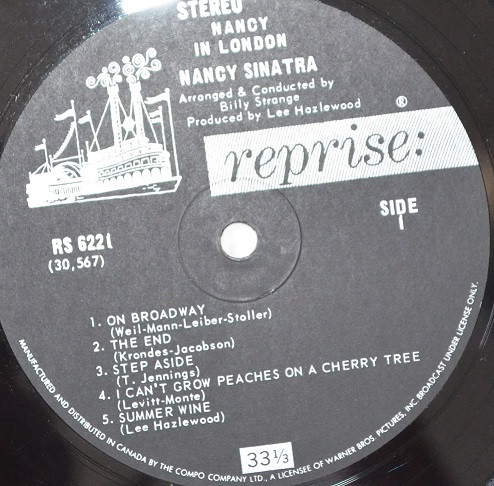 STEREO
NANCY
IN LONDON
NANCY SINATRA
Arranged & Conducted by
Billy Strange
Produced by Lee Hazlewood
®
reprise:
SIDE
1
RS 6221
(30,567)
1. ON BROADWAY
(Weil-Mann-Leiber-Stoller)
2. THE END
(Krondes-Jacobson)
3. STEP ASIDE
(T. Jennings)
4. I CAN'T GROW PEACHES ON A CHERRY TREE
(Levitt-Monte)
5. SUMMER WINE
(Lee Hazlewood)
33⅓
MANUFACTURED AND DISTRIBUTED IN CANADA BY THE COMPO COMPANY LTD., A LICENSEE OF WARNER BROS. PICTURES, INC. BROADCAST UNDER LICENSE ONLY.